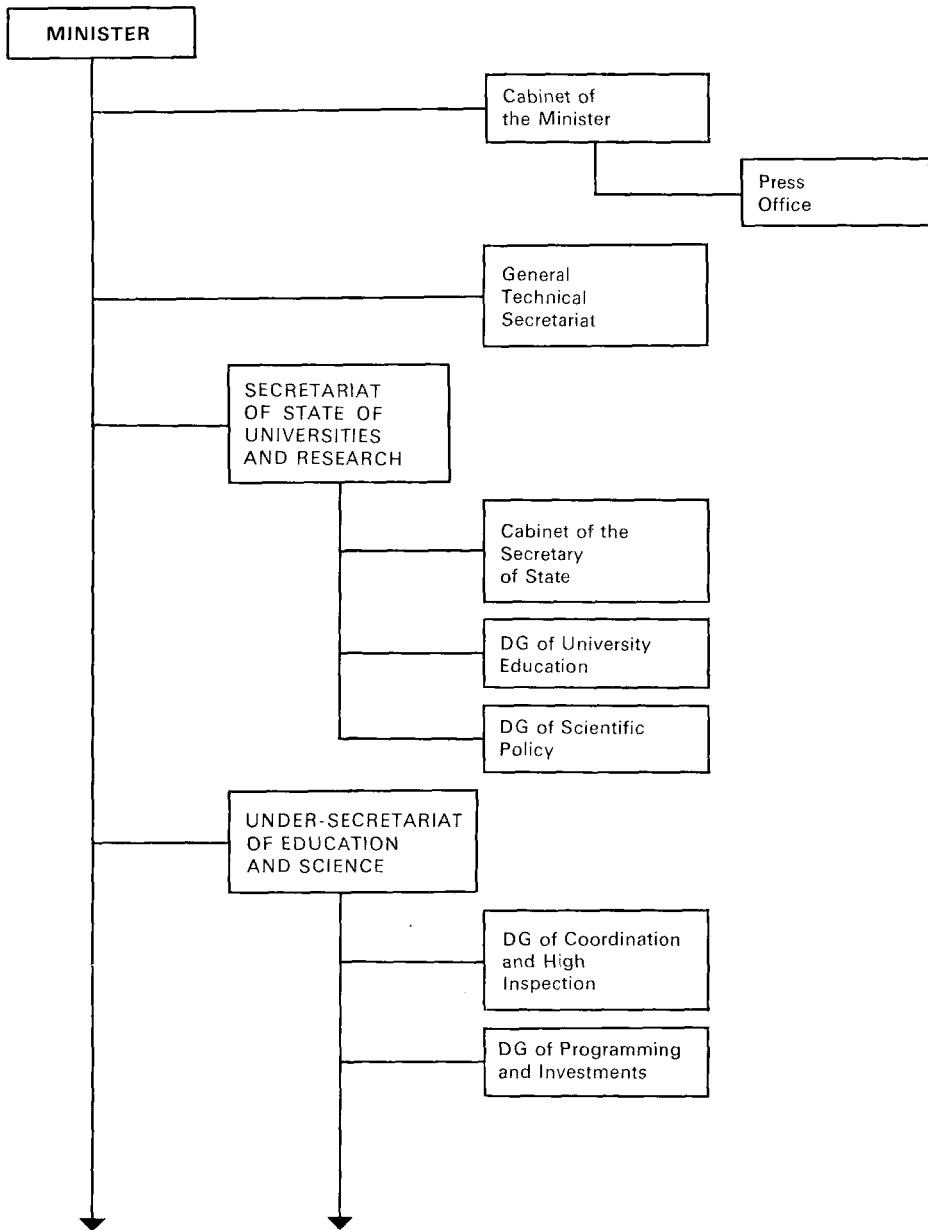 MINISTER
Cabinet of
the Minister
Press
Office
General
Technical
Secretariat
SECRETARIAT
OF STATE OF
UNIVERSITIES
AND RESEARCH
Cabinet of the
Secretary
of State
DG of University
Education
DG of Scientific
Policy
UNDER-SECRETARIAT
OF EDUCATION
AND SCIENCE
DG of Coordination
and High
Inspection
DG of Programming
and Investments